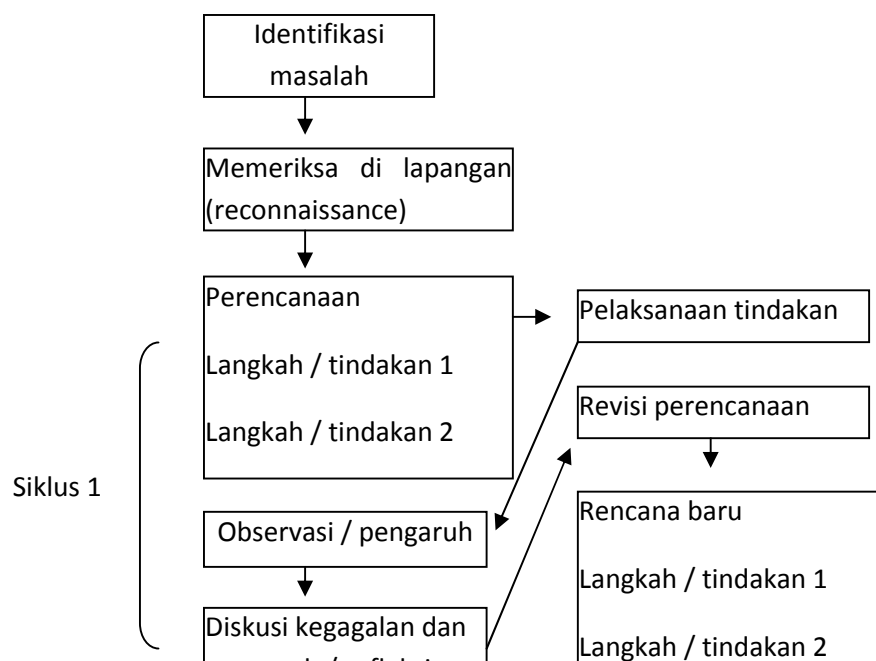 Identifikasi
masalah
Memeriksa di lapangan
(reconnaissance)
Perencanaan
Langkah / tindakan 1
Langkah / tindakan 2
Pelaksanaan tindakan
Revisi perencanaan
Siklus 1
Observasi / pengaruh
Rencana baru
Langkah / tindakan 1
Langkah / tindakan 2
Diskusi kegagalan dan